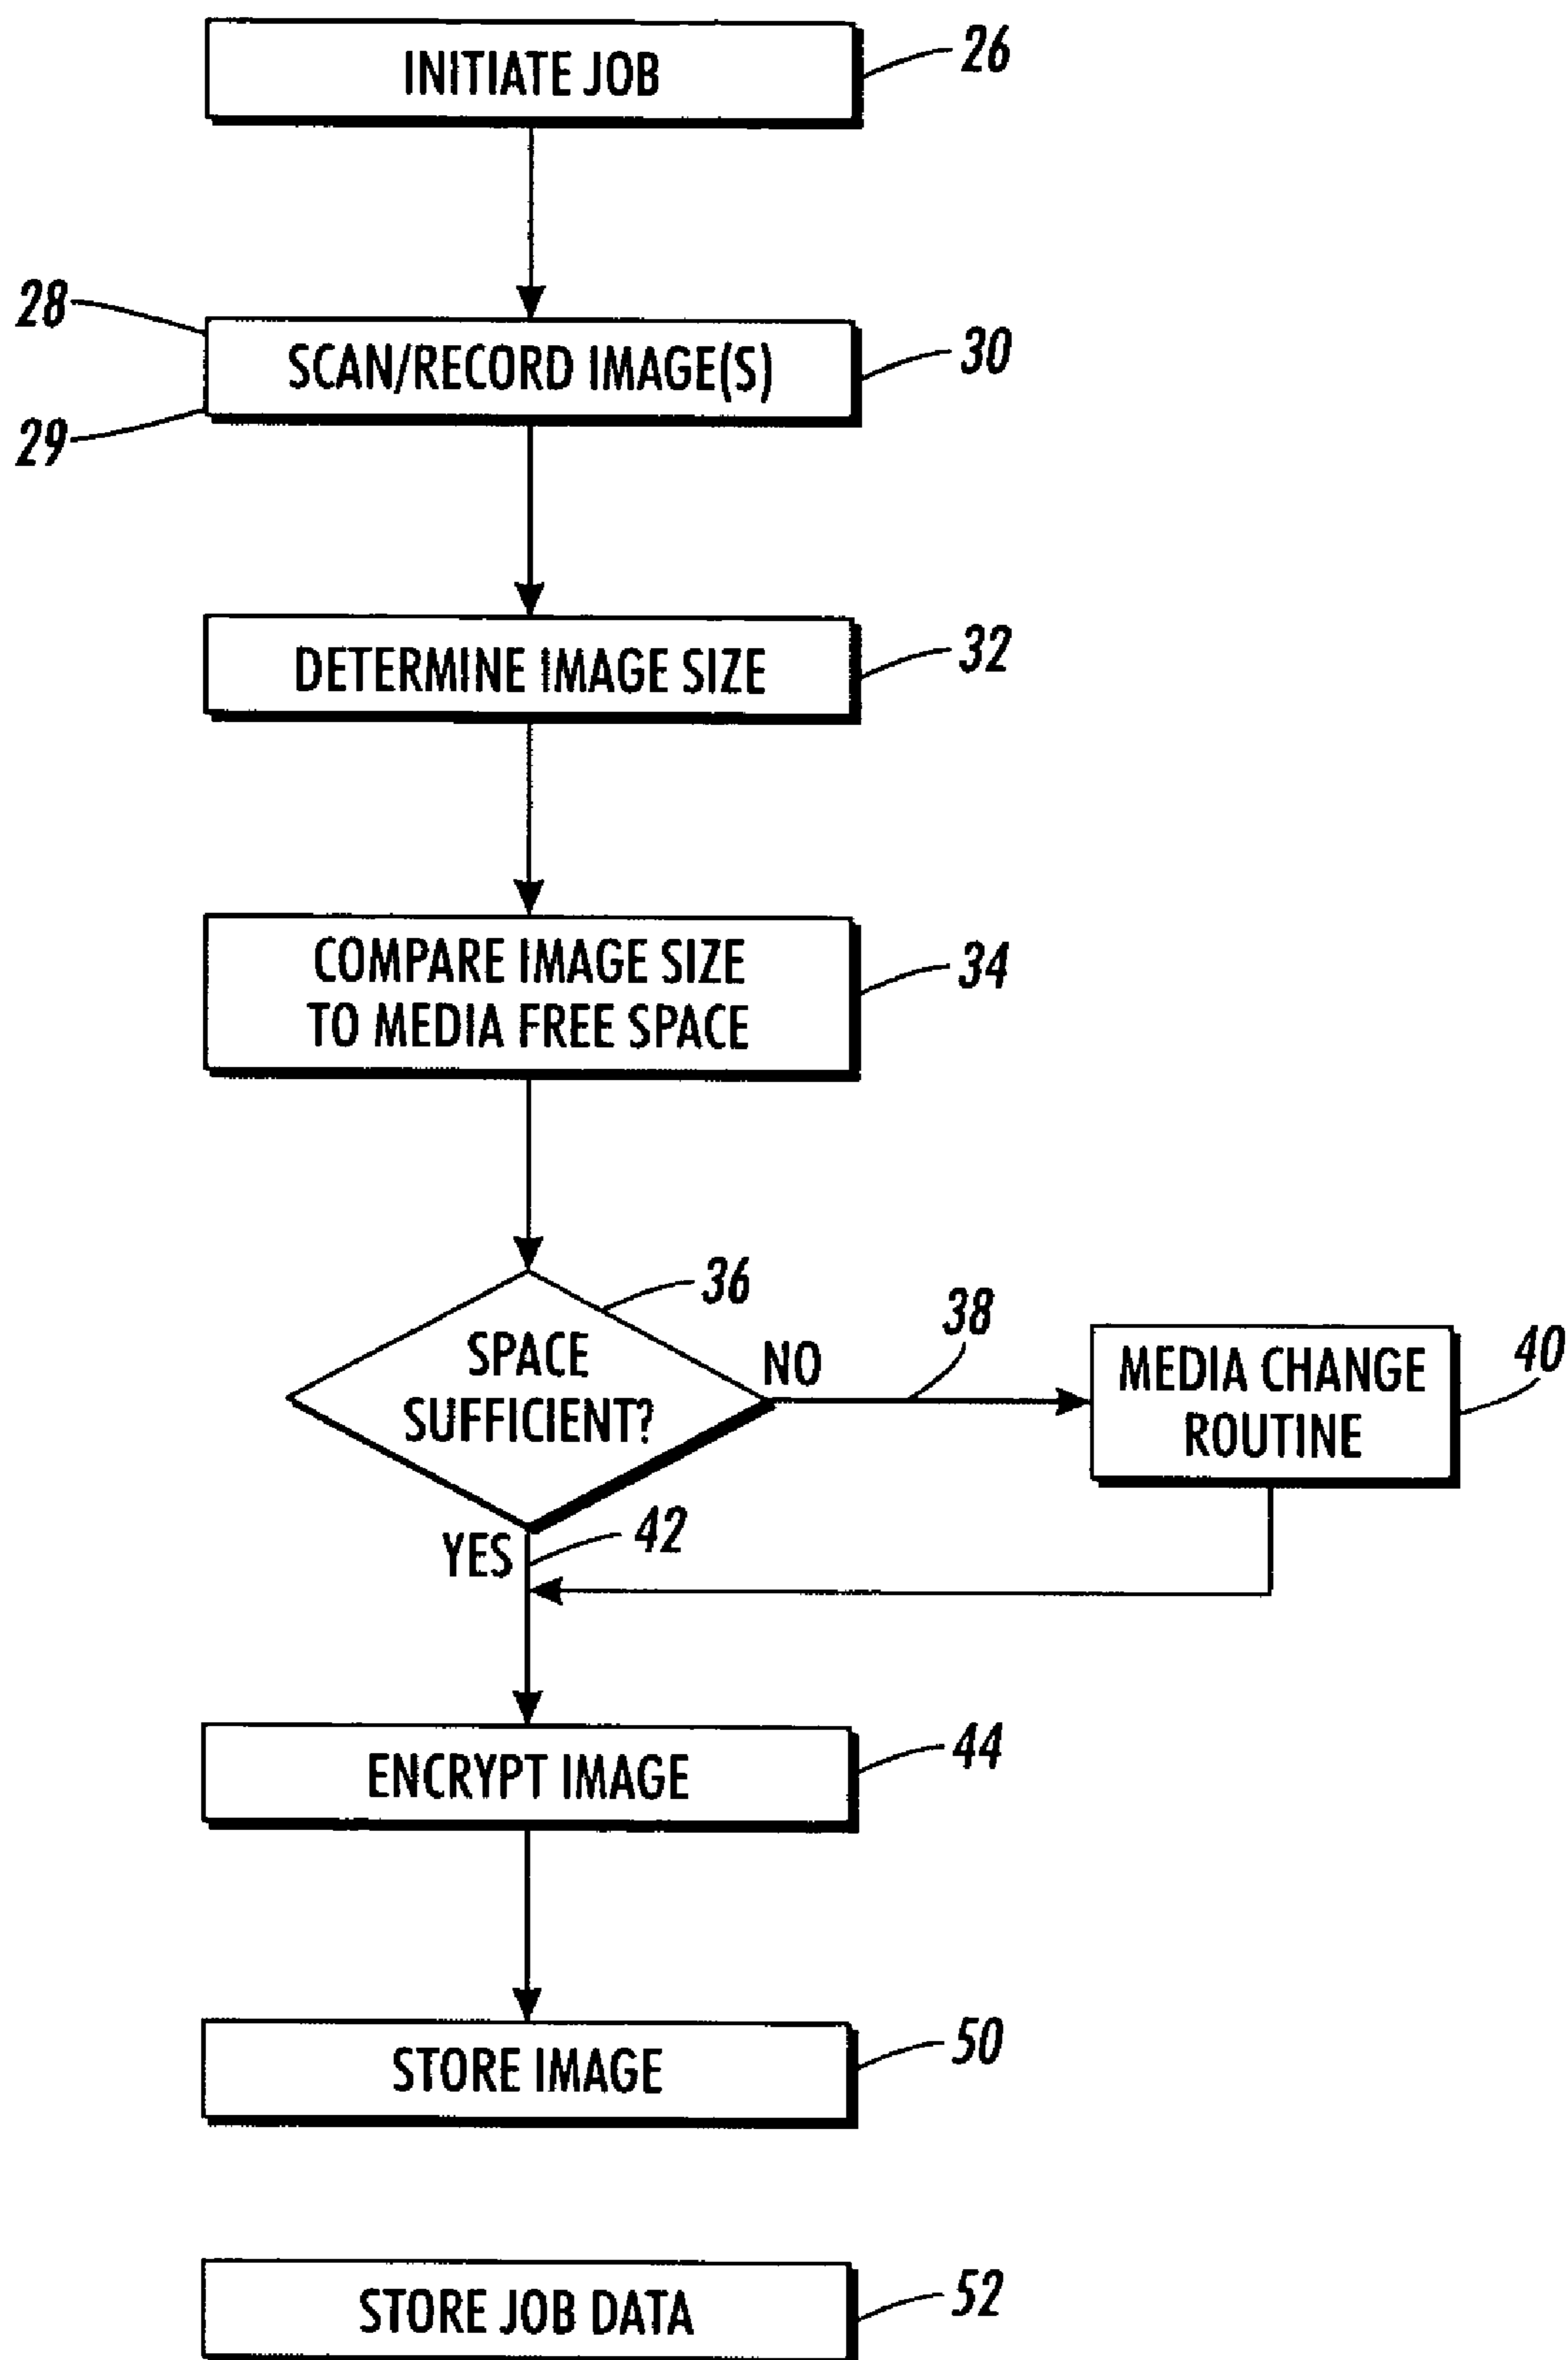 INITIATE JOB
26
28
SCAN/RECORD IMAGE(S)
30
29
DETERMINE IMAGE SIZE
32
COMPARE IMAGE SIZE
TO MEDIA FREE SPACE
34
36
SPACE
SUFFICIENT?
NO
38
MEDIA CHANGE
ROUTINE
40
YES
42
ENCRYPT IMAGE
44
STORE IMAGE
50
STORE JOB DATA
52